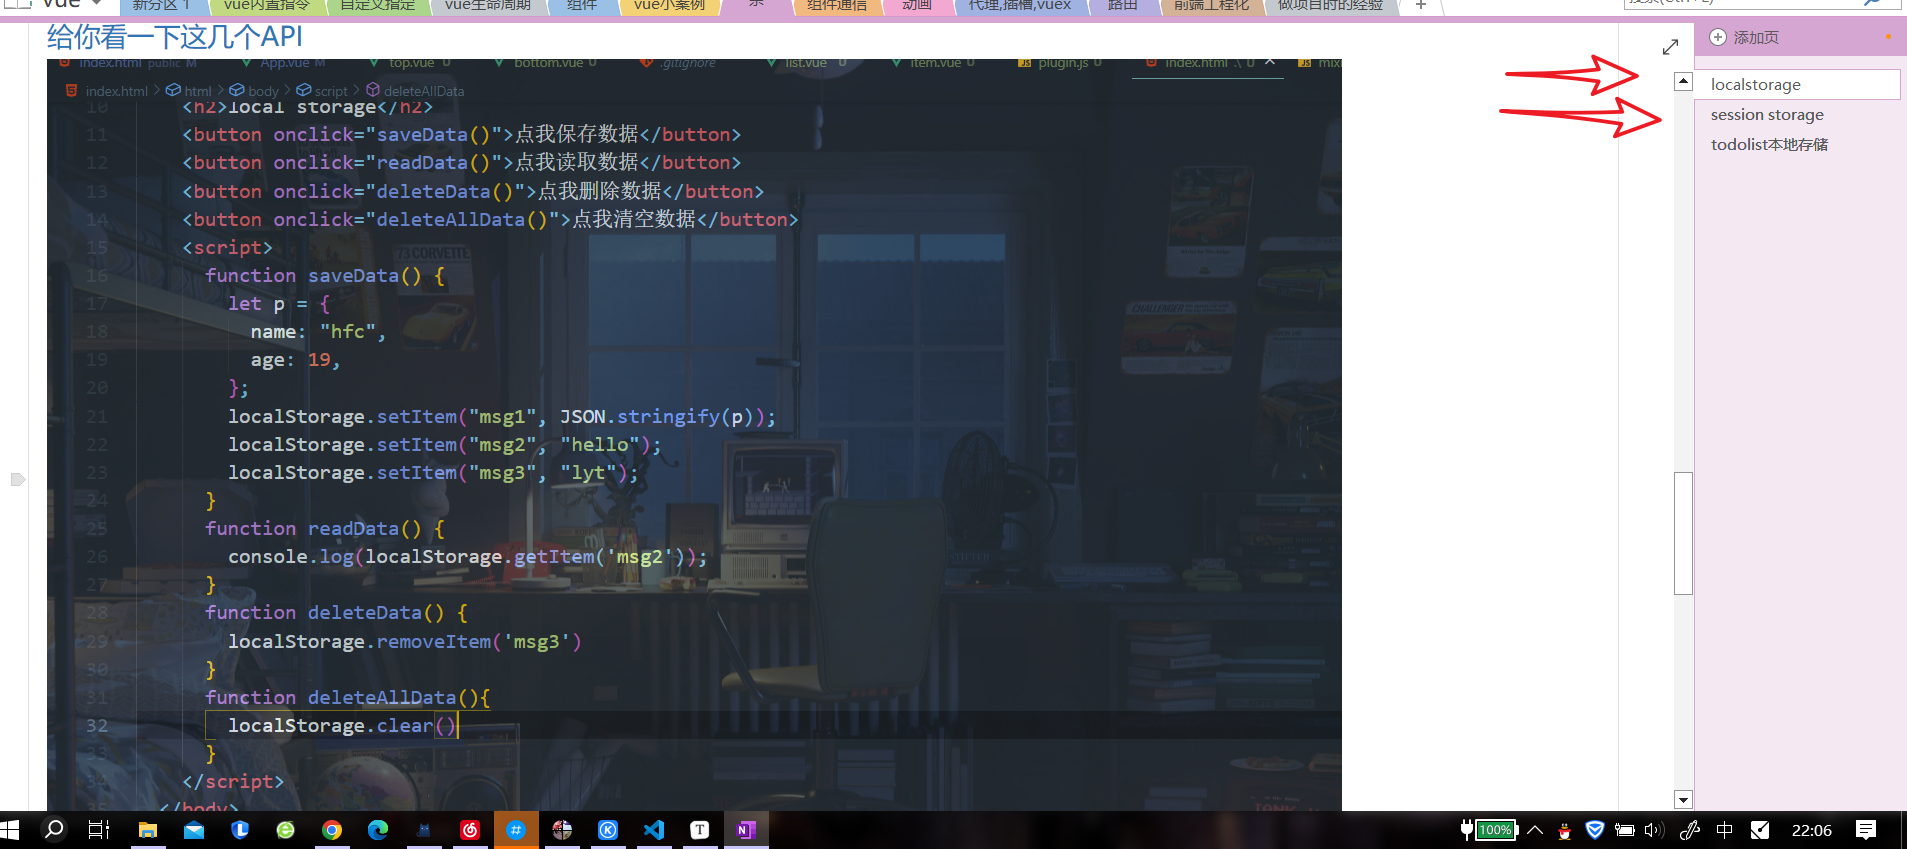 vue
新分区 1
vue内置指令
自定义指定
vue生命周期
组件
vue小案例
杂
组件通信
动画
代理,插槽,vuex
路由
前端工程化
做项目时的经验
+
搜索(Ctrl+E)
给你看一下这几个API
index.html public M
App.vue M
top.vue U
bottom.vue U
.gitignore
list.vue U
item.vue U
plugin.js U
index.html .\ U
index.html > html > body > script > deleteAllData
10 <h2>local storage</h2>
11 <button onclick="saveData()">点我保存数据</button>
12 <button onclick="readData()">点我读取数据</button>
13 <button onclick="deleteData()">点我删除数据</button>
14 <button onclick="deleteAllData()">点我清空数据</button>
15 <script>
16 function saveData() {
17 let p = {
18 name: "hfc",
19 age: 19,
20 };
21 localStorage.setItem("msg1", JSON.stringify(p));
22 localStorage.setItem("msg2", "hello");
23 localStorage.setItem("msg3", "lyt");
24 }
25 function readData() {
26 console.log(localStorage.getItem('msg2'));
27 }
28 function deleteData() {
29 localStorage.removeItem('msg3')
30 }
31 function deleteAllData(){
32 localStorage.clear()
33 }
34 </script>
35 </body>
添加页
localstorage
session storage
todolist本地存储
100%
中
22:06